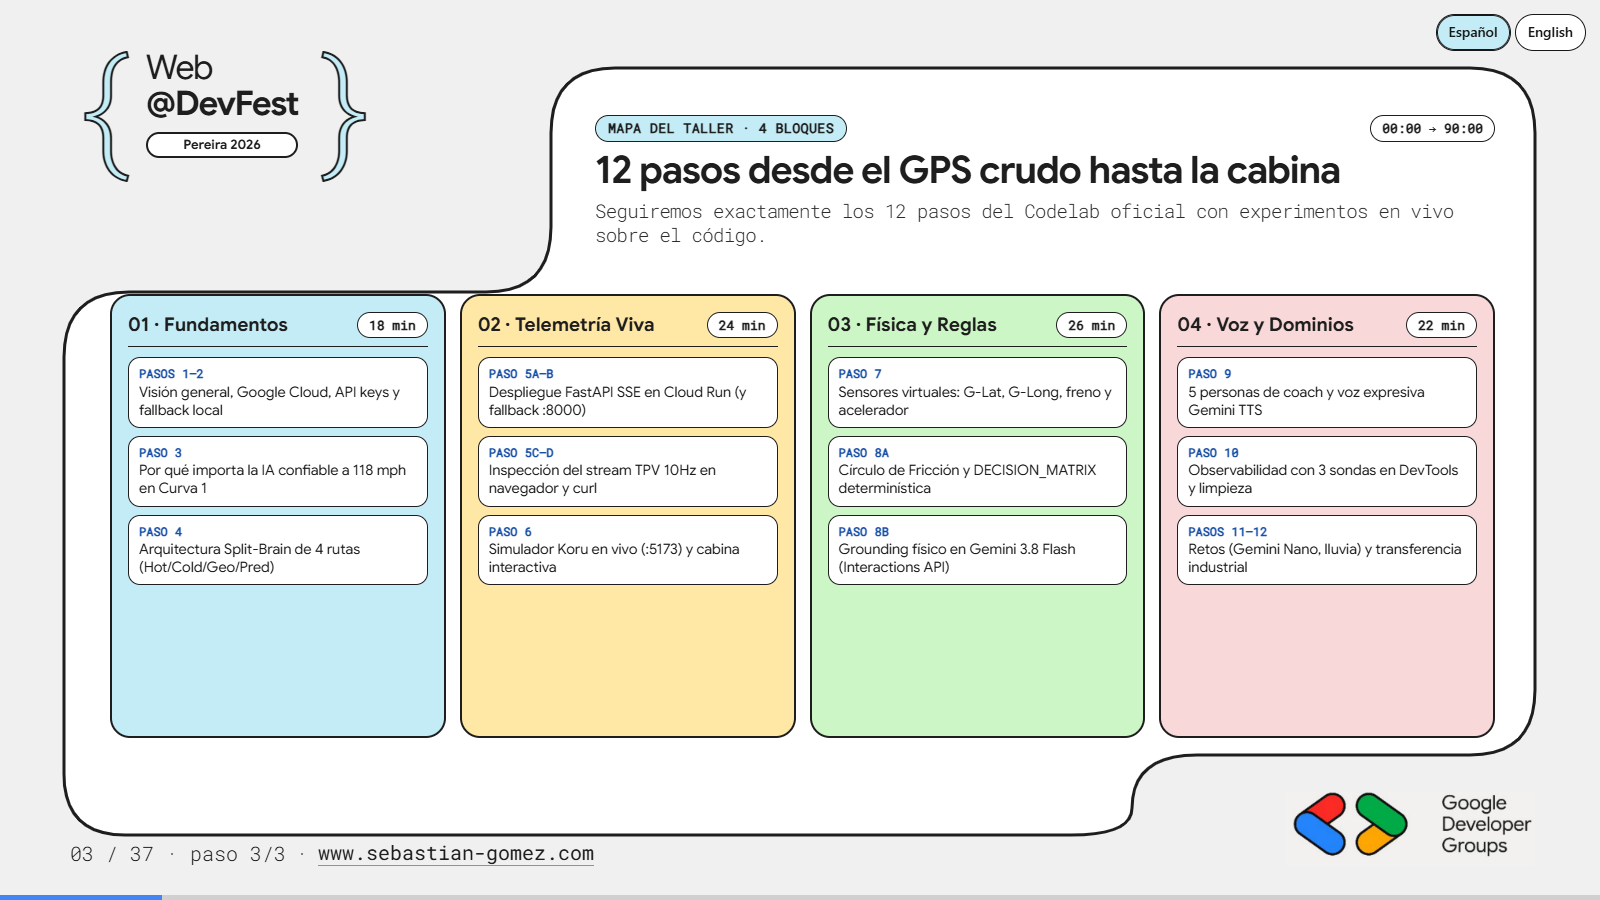 Español
English
Web
@DevFest
Pereira 2026
MAPA DEL TALLER · 4 BLOQUES
00:00 → 90:00
12 pasos desde el GPS crudo hasta la cabina
Seguiremos exactamente los 12 pasos del Codelab oficial con experimentos en vivo
sobre el código.
01 · Fundamentos
18 min
PASOS 1–2
Visión general, Google Cloud, API keys y
fallback local
PASO 3
Por qué importa la IA confiable a 118 mph
en Curva 1
PASO 4
Arquitectura Split-Brain de 4 rutas
(Hot/Cold/Geo/Pred)
02 · Telemetría Viva
24 min
PASO 5A–B
Despliegue FastAPI SSE en Cloud Run (y
fallback :8000)
PASO 5C–D
Inspección del stream TPV 10Hz en
navegador y curl
PASO 6
Simulador Koru en vivo (:5173) y cabina
interactiva
03 · Física y Reglas
26 min
PASO 7
Sensores virtuales: G-Lat, G-Long, freno y
acelerador
PASO 8A
Círculo de Fricción y DECISION_MATRIX
determinística
PASO 8B
Grounding físico en Gemini 3.8 Flash
(Interactions API)
04 · Voz y Dominios
22 min
PASO 9
5 personas de coach y voz expresiva
Gemini TTS
PASO 10
Observabilidad con 3 sondas en DevTools
y limpieza
PASOS 11–12
Retos (Gemini Nano, lluvia) y transferencia
industrial
03 / 37 · paso 3/3 · www.sebastian-gomez.com
Google
Developer
Groups